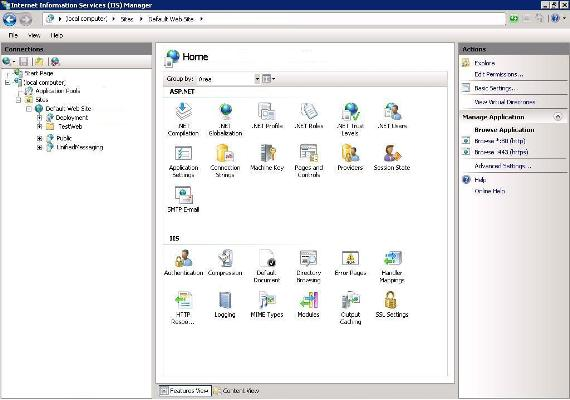 Internet Information Services (IIS) Manager
(local computer) Sites Default Web Site
File View Help
Connections
Start Page
(local computer)
Application Pools
Sites
Default Web Site
Deployment
TestWeb
Public
UnifiedMessaging
Home
Group by: Area
ASP.NET
.NET Compilation
.NET Globalization
.NET Profile
.NET Roles
.NET Trust Levels
.NET Users
Application Settings
Connection Strings
Machine Key
Pages and Controls
Providers
Session State
SMTP E-mail
IIS
Authentication
Compression
Default Document
Directory Browsing
Error Pages
Handler Mappings
HTTP Respo...
Logging
MIME Types
Modules
Output Caching
SSL Settings
Features View
Content View
Actions
Explore
Edit Permissions...
Basic Settings...
View Virtual Directories
Manage Application
Browse Application
Browse *:80 (http)
Browse :443 (https)
Advanced Settings...
Help
Online Help